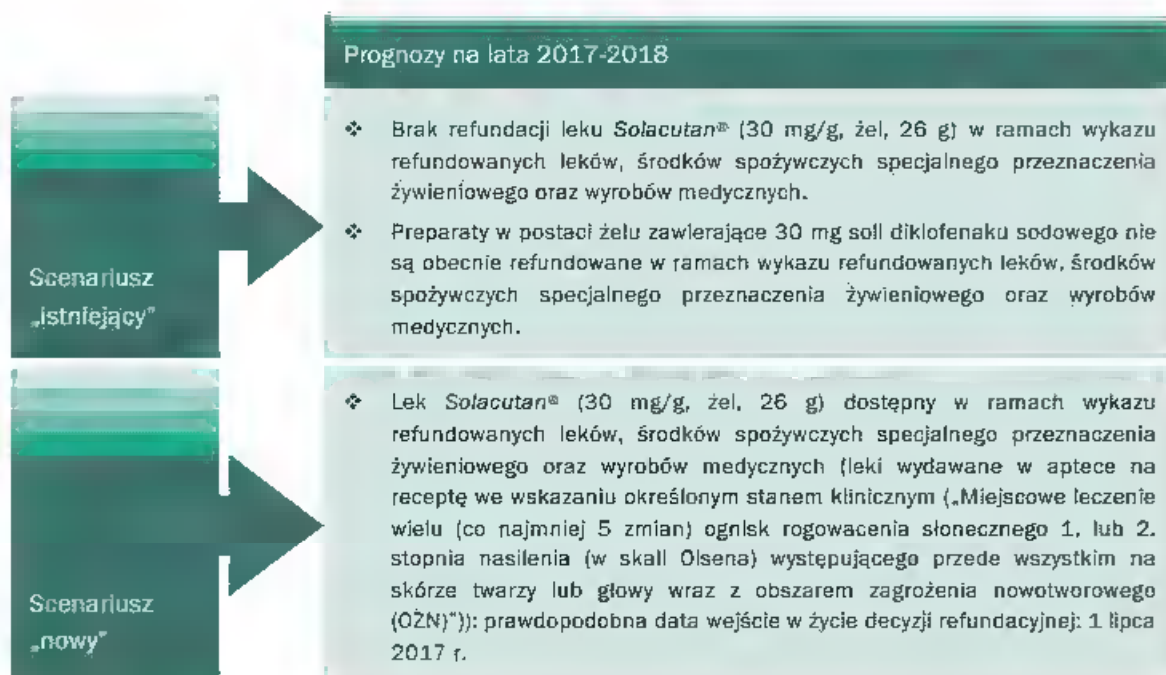 Prognozy na lata 2017-2018
Scenariusz
„istniejący”
❖ Brak refundacji leku Solacutan® (30 mg/g, żel, 26 g) w ramach wykazu
refundowanych leków, środków spożywczych specjalnego przeznaczenia
żywieniowego oraz wyrobów medycznych.
❖ Preparaty w postaci żelu zawierające 30 mg soli diklofenaku sodowego nie
są obecnie refundowane w ramach wykazu refundowanych leków, środków
spożywczych specjalnego przeznaczenia żywieniowego oraz wyrobów
medycznych.
Scenariusz
„nowy”
❖ Lek Solacutan® (30 mg/g, żel, 26 g) dostępny w ramach wykazu
refundowanych leków, środków spożywczych specjalnego przeznaczenia
żywieniowego oraz wyrobów medycznych (leki wydawane w aptece na
receptę we wskazaniu określonym stanem klinicznym („Miejscowe leczenie
wielu (co najmniej 5 zmian) ognisk rogowacenia słonecznego 1. lub 2.
stopnia nasilenia (w skali Olsena) występującego przede wszystkim na
skórze twarzy lub głowy wraz z obszarem zagrożenia nowotworowego
(OZN)”)): prawdopodobna data wejście w życie decyzji refundacyjnej: 1 lipca
2017 r.